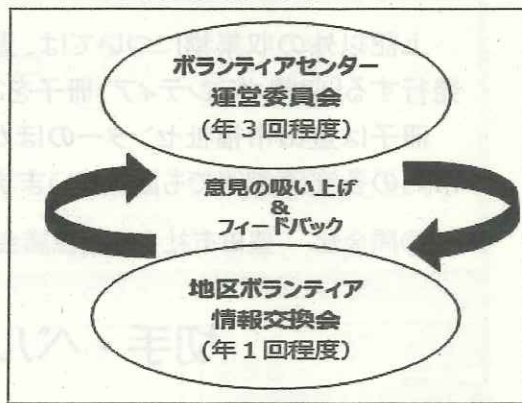 ボランティアセンター
運営委員会
(年3回程度)
意見の吸い上げ
&
フィードバック
地区ボランティア
情報交換会
(年1回程度)